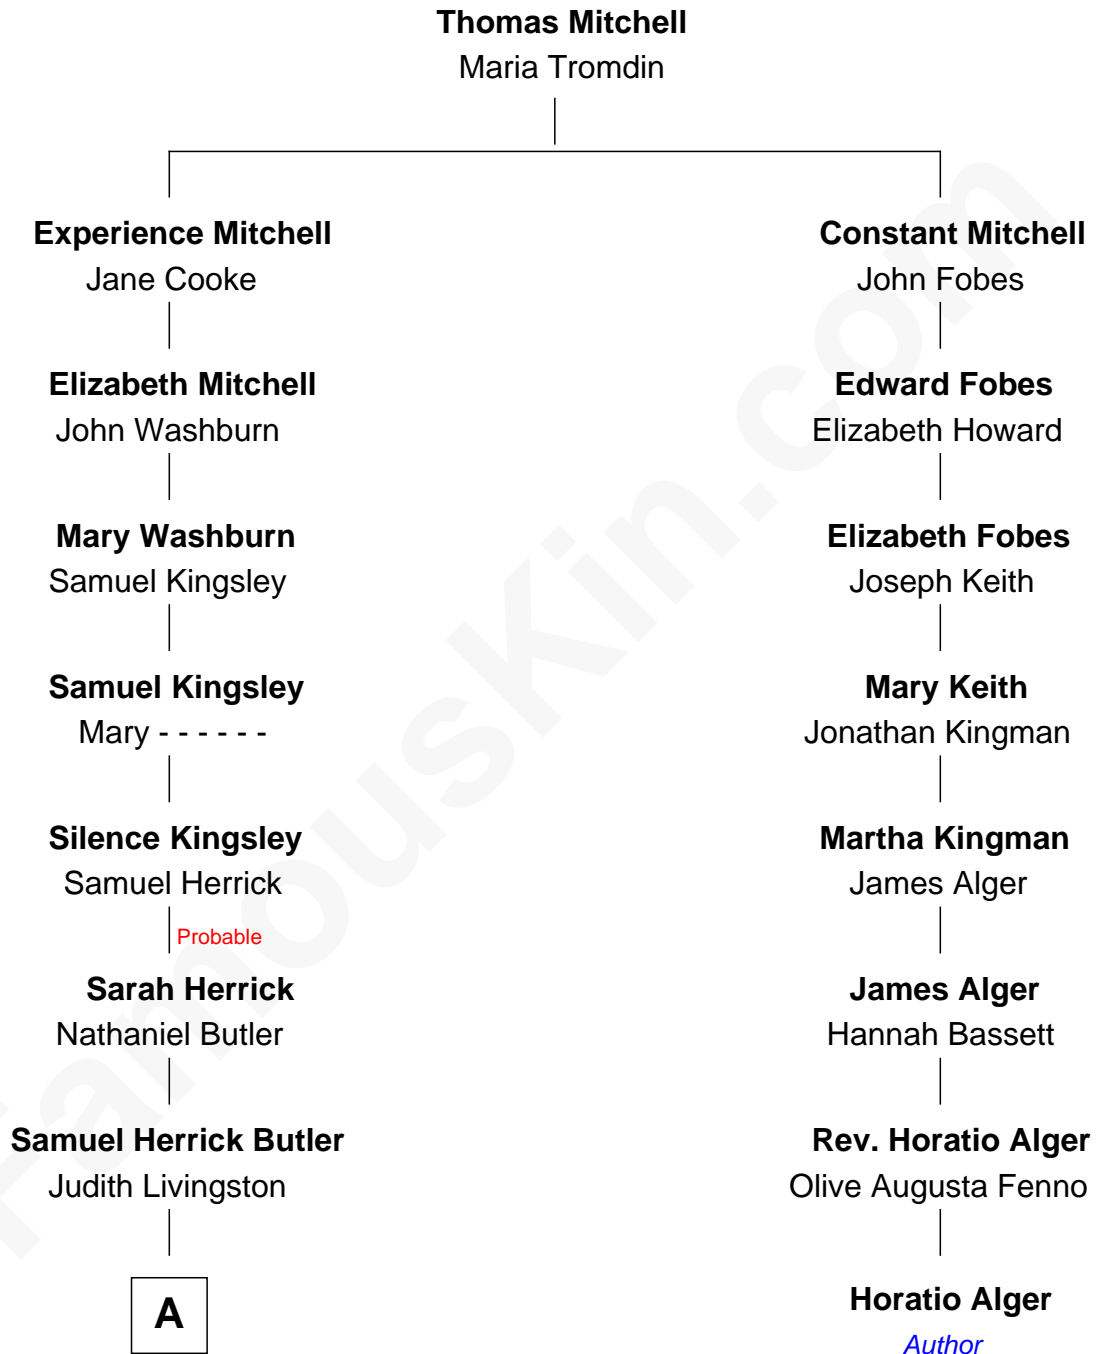 Thomas Mitchell
Maria Tromdin
Experience Mitchell
Jane Cooke
Constant Mitchell
John Fobes
Elizabeth Mitchell
John Washburn
Edward Fobes
Elizabeth Howard
Mary Washburn
Samuel Kingsley
Elizabeth Fobes
Joseph Keith
Samuel Kingsley
Mary - - - - - -
Mary Keith
Jonathan Kingman
Silence Kingsley
Samuel Herrick
Martha Kingman
James Alger
Probable
Sarah Herrick
Nathaniel Butler
James Alger
Hannah Bassett
Samuel Herrick Butler
Judith Livingston
Rev. Horatio Alger
Olive Augusta Fenno
A
Horatio Alger
Author
FamousKin.com